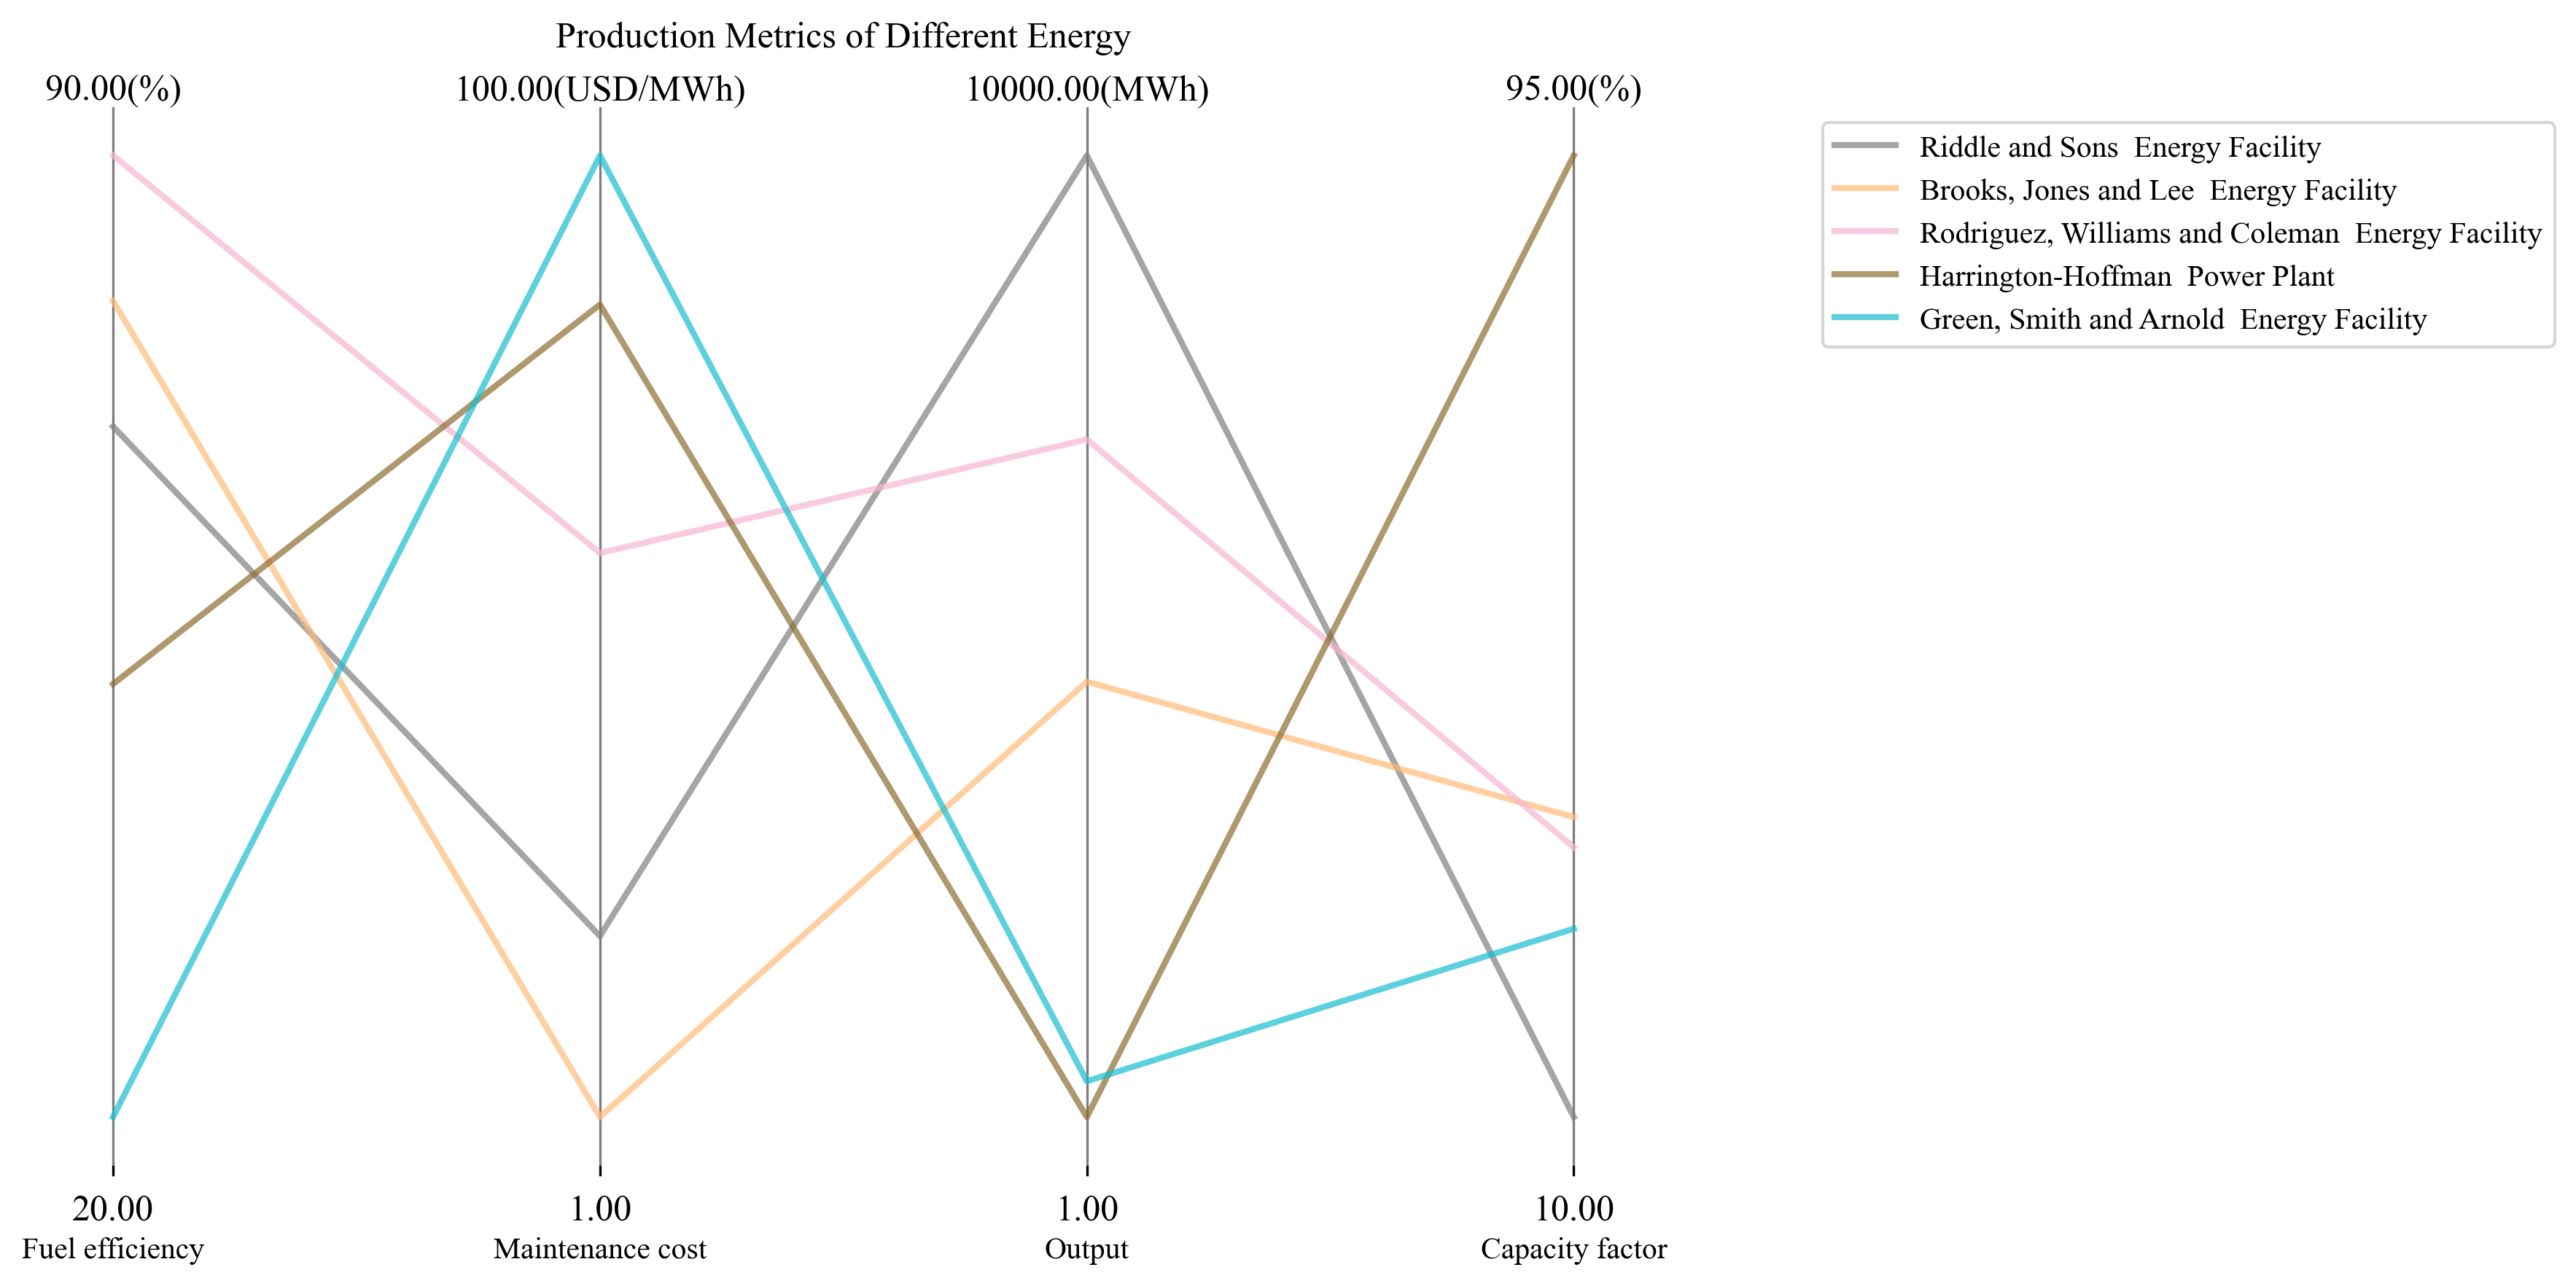 Production Metrics of Different Energy
90.00(%)
100.00(USD/MWh)
10000.00(MWh)
95.00(%)
Riddle and Sons  Energy Facility
Brooks, Jones and Lee  Energy Facility
Rodriguez, Williams and Coleman  Energy Facility
Harrington-Hoffman  Power Plant
Green, Smith and Arnold  Energy Facility
20.00
1.00
1.00
10.00
Fuel efficiency
Maintenance cost
Output
Capacity factor